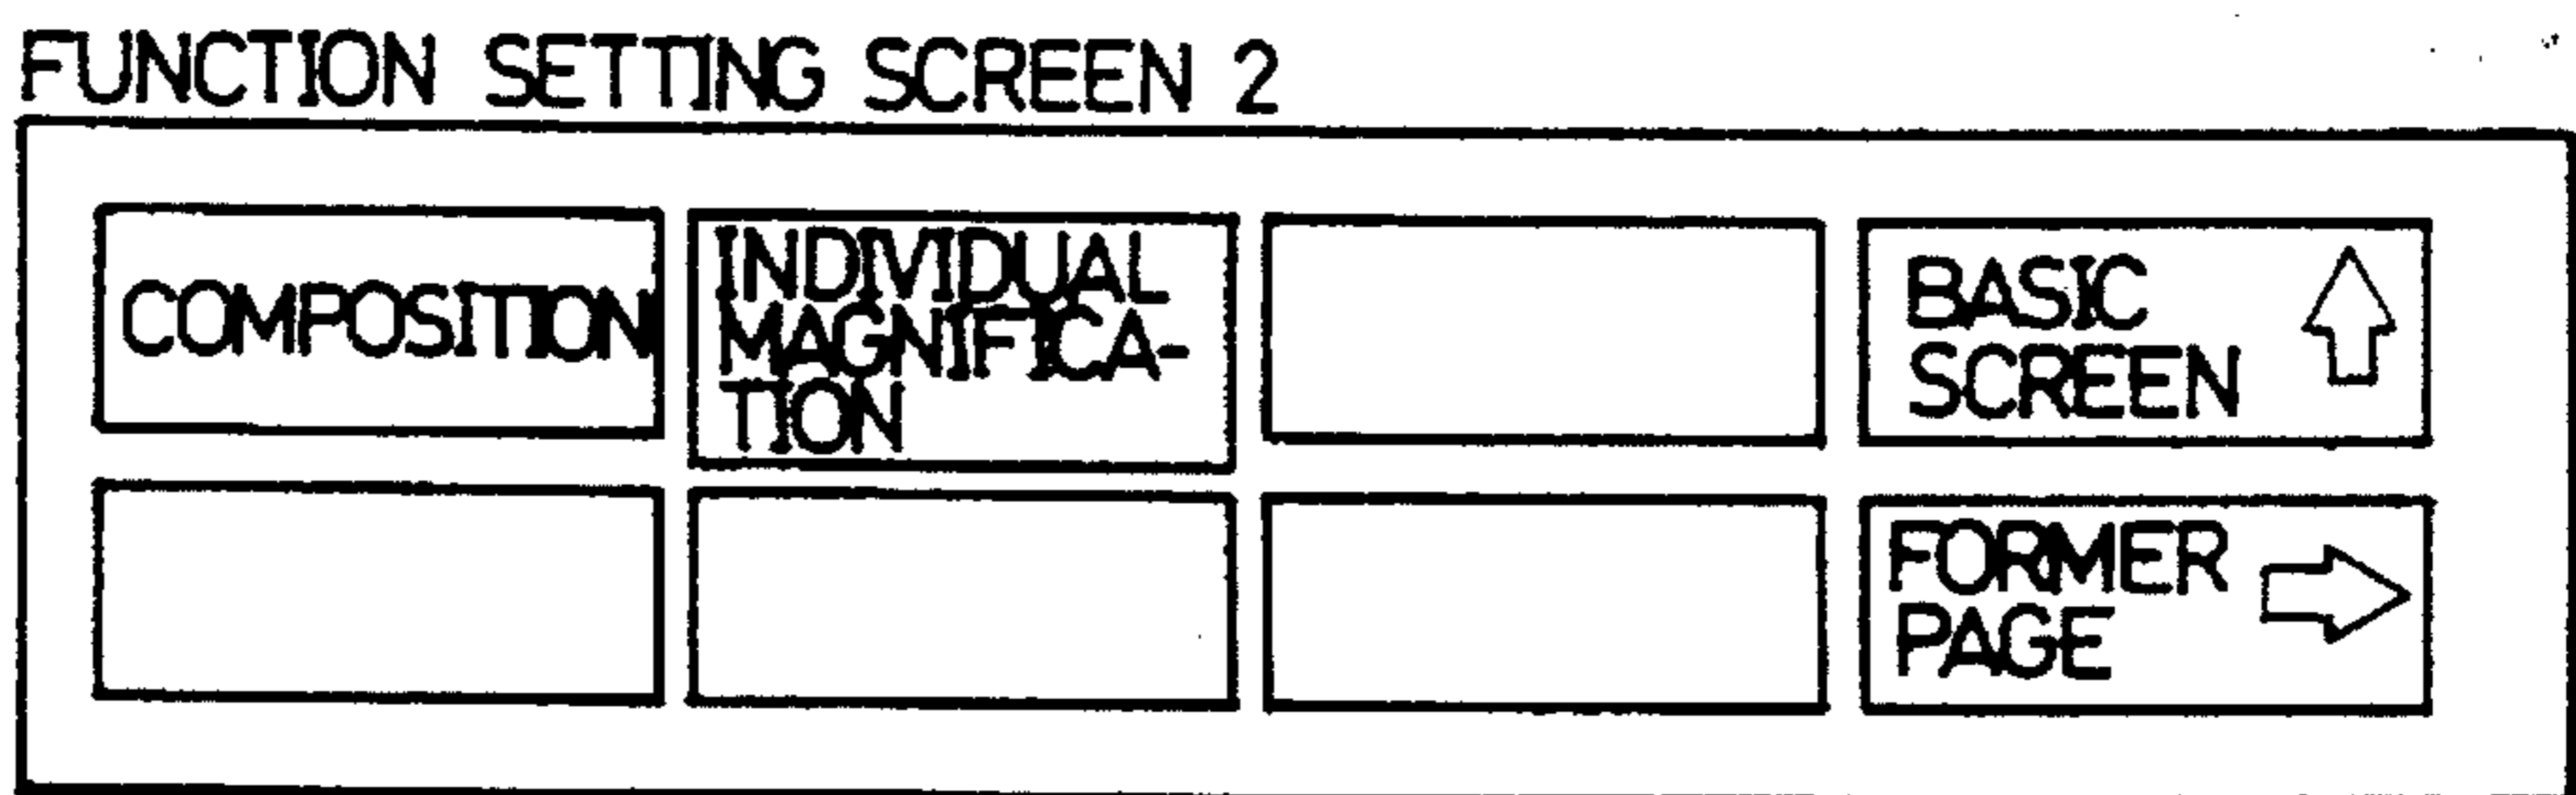 FUNCTION SETTING SCREEN 2
COMPOSITION
INDIVIDUAL
MAGNIFICA-
TION
BASIC
SCREEN
FORMER
PAGE